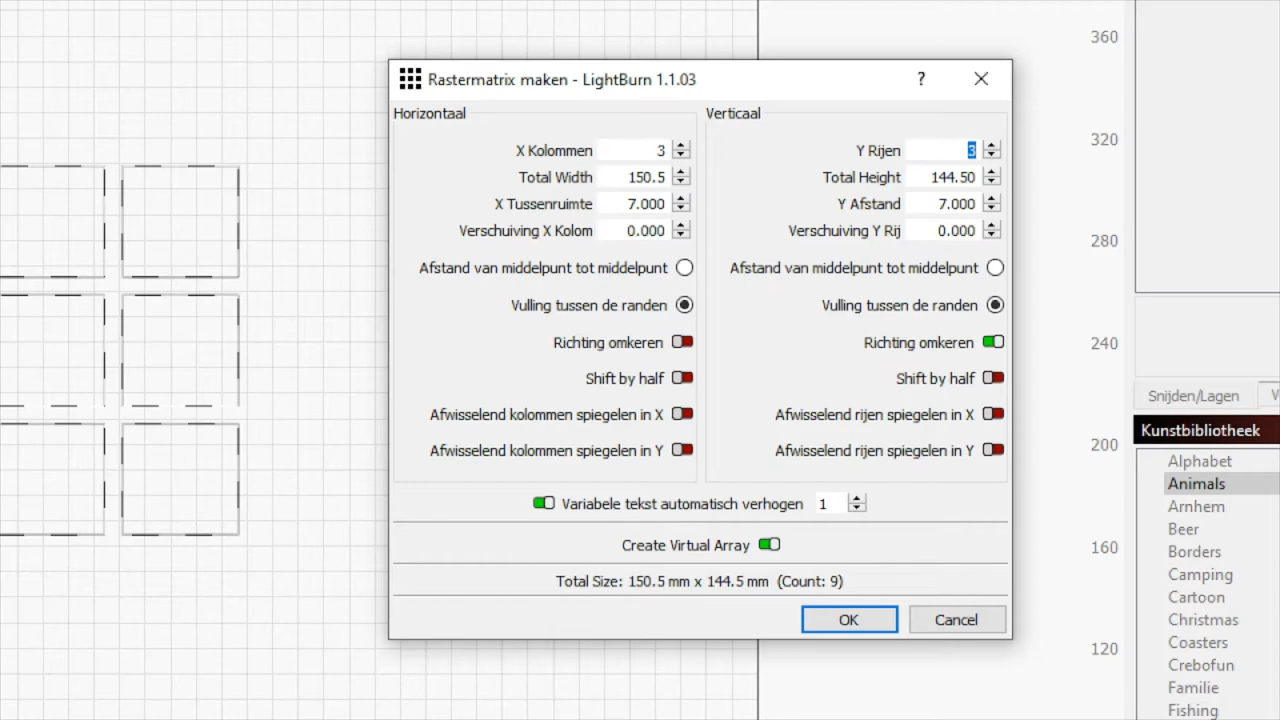 Rastermatrix maken - LightBurn 1.1.03
?
Horizontaal
X Kolommen 3
Total Width 150.5
X Tussenruimte 7.000
Verschuiving X Kolom 0.000
Afstand van middelpunt tot middelpunt
Vulling tussen de randen
Richting omkeren
Shift by half
Afwisselend kolommen spiegelen in X
Afwisselend kolommen spiegelen in Y
Verticaal
Y Rijen 3
Total Height 144.50
Y Afstand 7.000
Verschuiving Y Rij 0.000
Afstand van middelpunt tot middelpunt
Vulling tussen de randen
Richting omkeren
Shift by half
Afwisselend rijen spiegelen in X
Afwisselend rijen spiegelen in Y
Variabele tekst automatisch verhogen 1
Create Virtual Array
Total Size: 150.5 mm x 144.5 mm (Count: 9)
OK Cancel
360
320
280
240
200
160
120
Snijden/Lagen
Kunstbibliotheek
Alphabet
Animals
Arnhem
Beer
Borders
Camping
Cartoon
Christmas
Coasters
Crebofun
Familie
Fishing